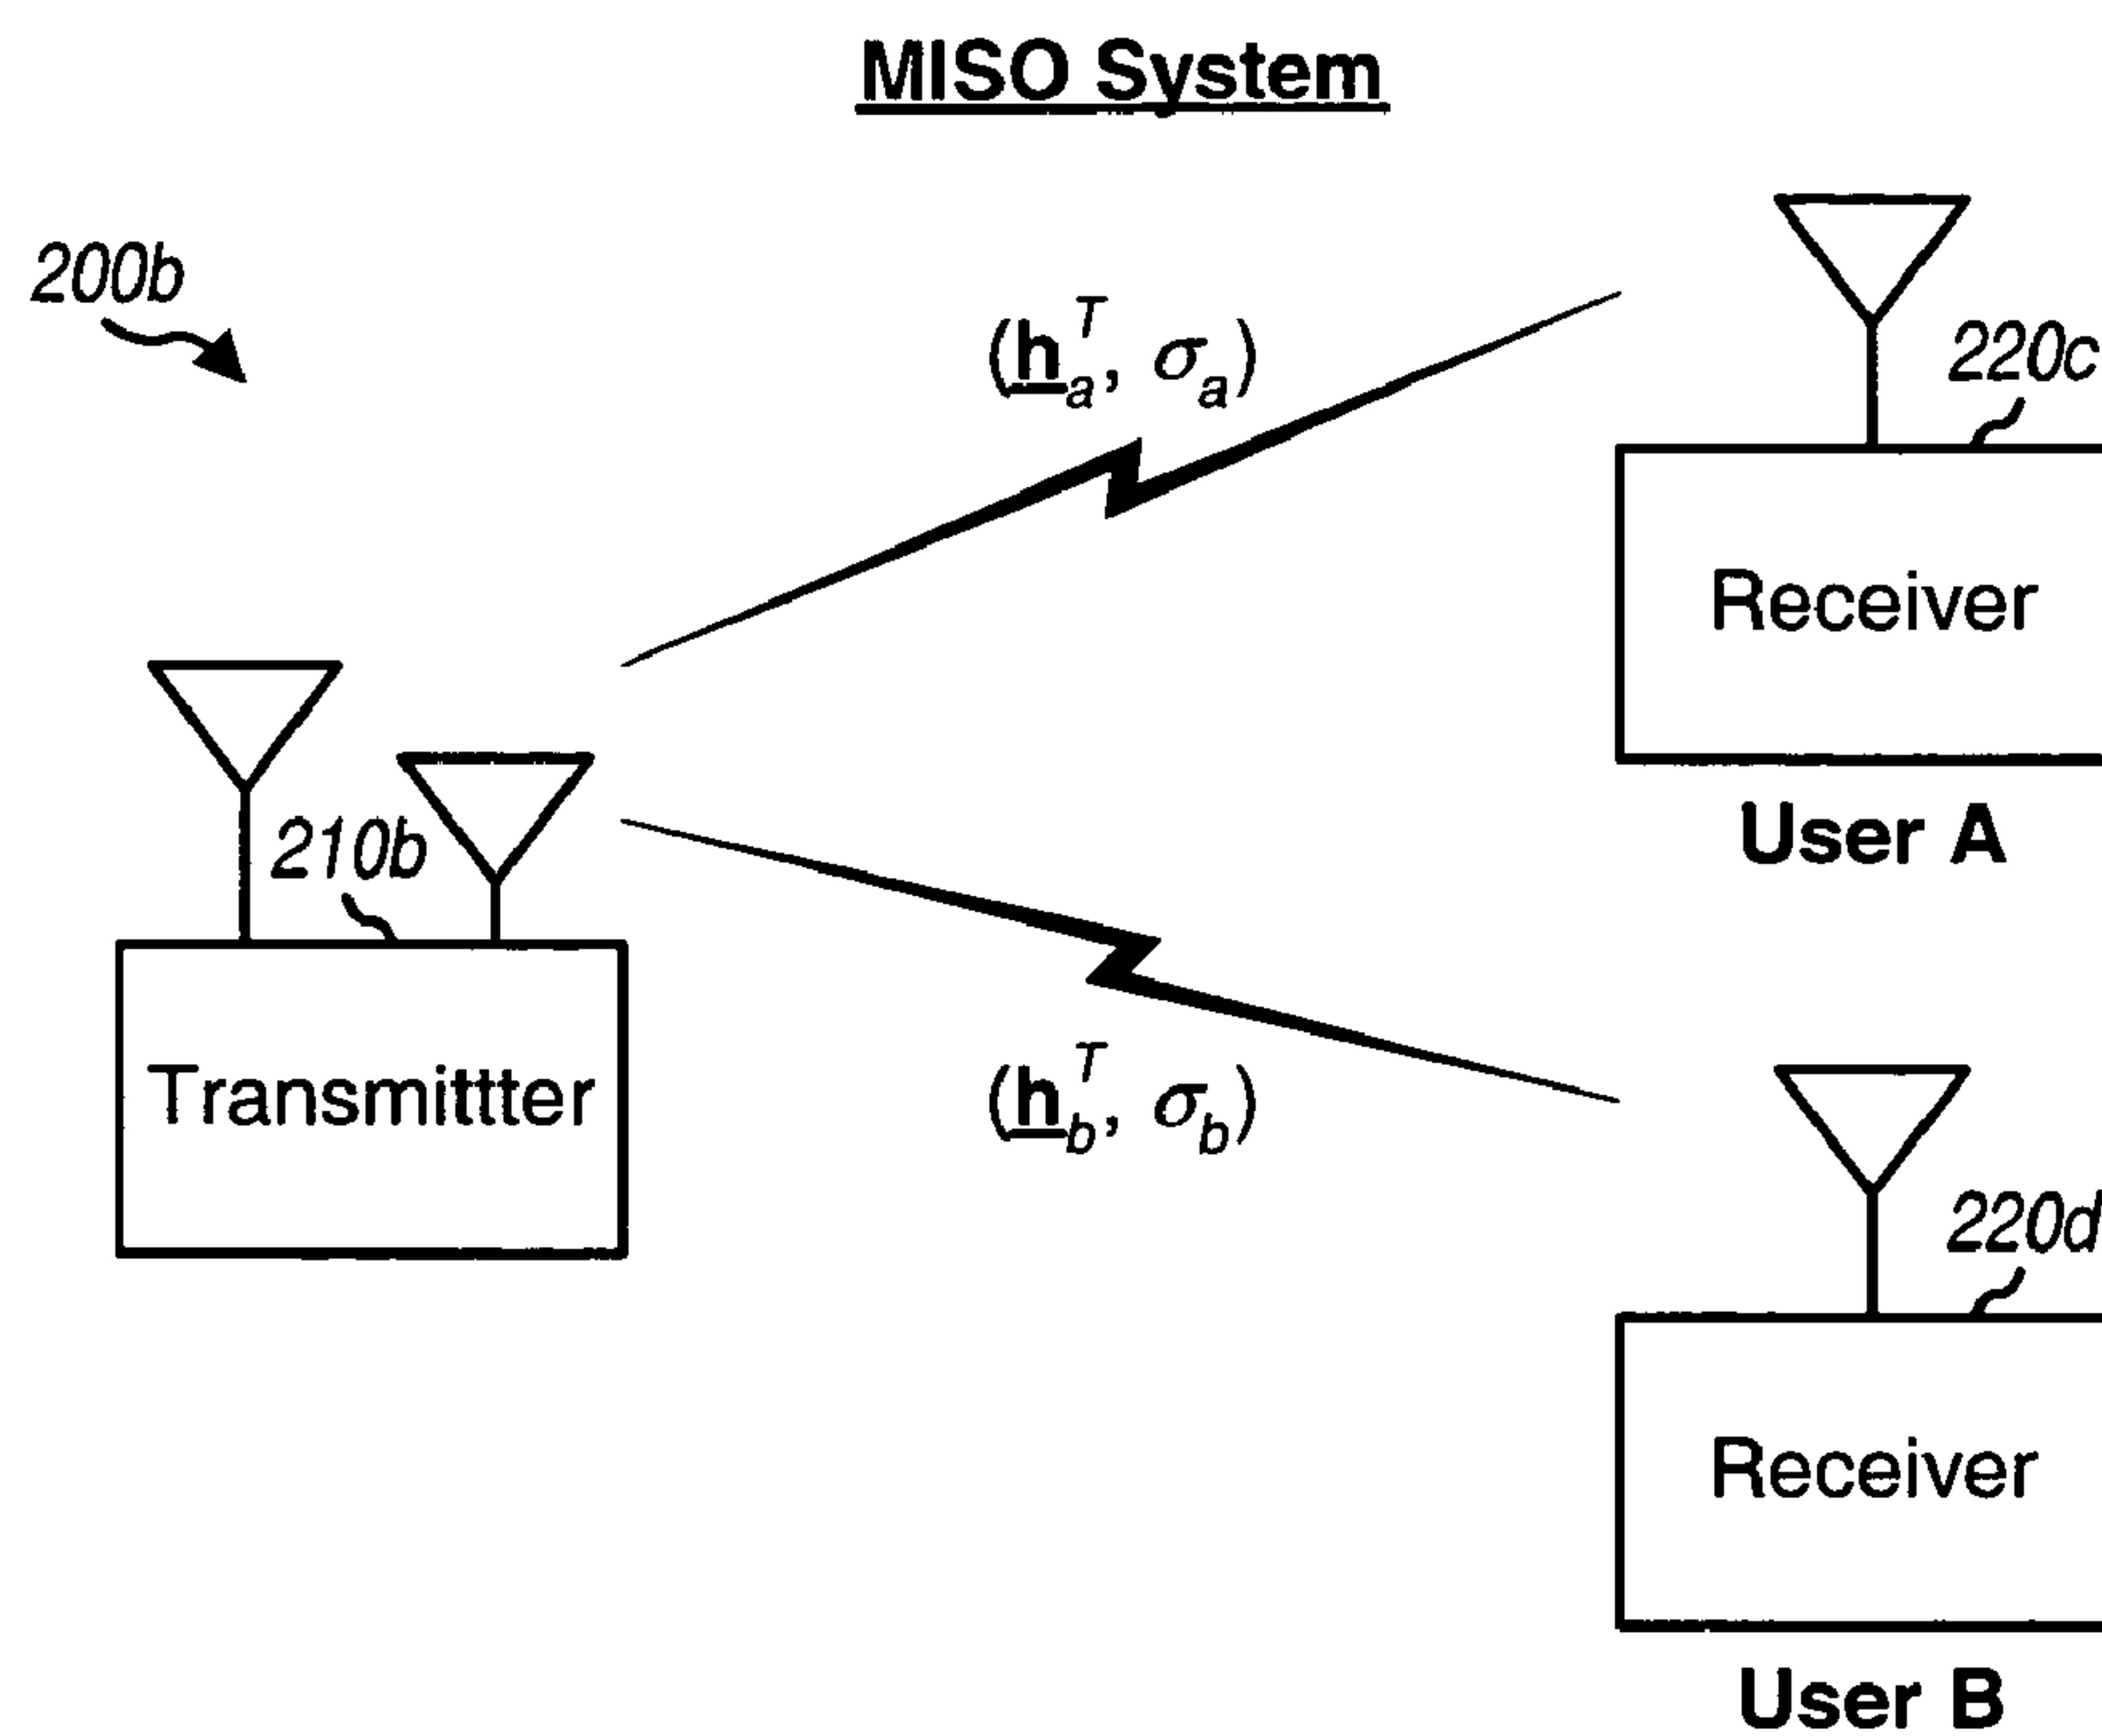 MISO System
200b
(h_a^T, σ_a)
220c
Receiver
User A
210b
Transmittter
(h_b^T, σ_b)
220d
Receiver
User B